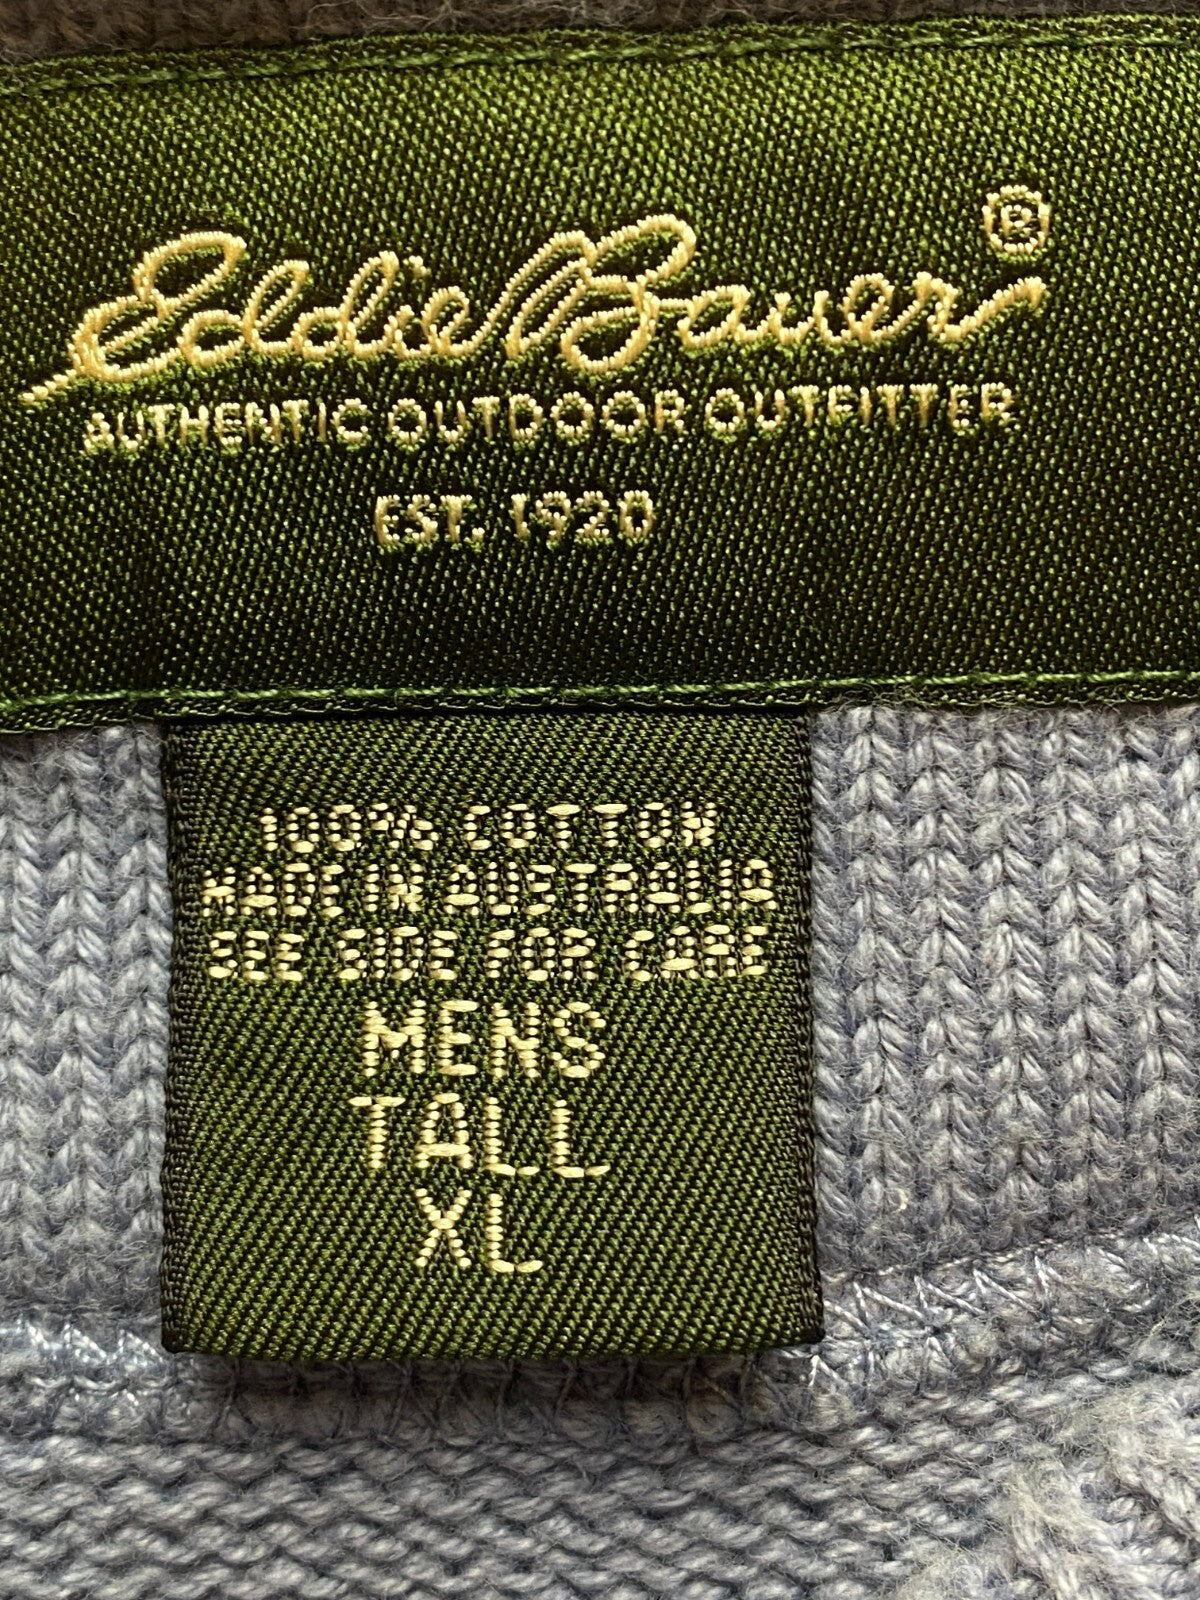 Eddie Bauer®
AUTHENTIC OUTDOOR OUTFITTER
EST. 1920
100% COTTON
MADE IN AUSTRALIA
SEE SIDE FOR CARE
MENS
TALL
XL